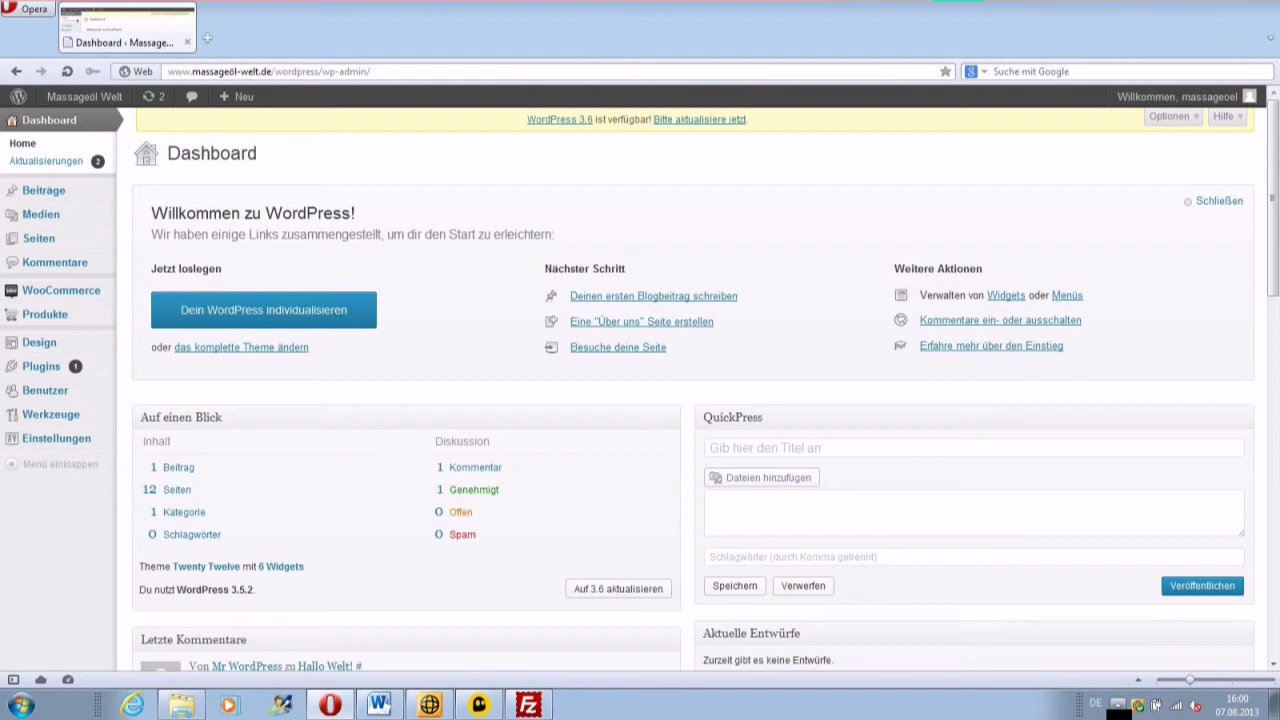 Opera
Dashboard ‹ Massage...
Web
www.massageöl-welt.de/wordpress/wp-admin/
Suche mit Google
Massageöl Welt
2
Neu
Willkommen, massageoel
Dashboard
Home
Aktualisierungen 2
Beiträge
Medien
Seiten
Kommentare
WooCommerce
Produkte
Design
Plugins 1
Benutzer
Werkzeuge
Einstellungen
Menü einklappen
WordPress 3.6 ist verfügbar! Bitte aktualisiere jetzt.
Optionen
Hilfe
Dashboard
Willkommen zu WordPress!
Schließen
Wir haben einige Links zusammengestellt, um dir den Start zu erleichtern:
Jetzt loslegen
Dein WordPress individualisieren
oder das komplette Theme ändern
Nächster Schritt
Deinen ersten Blogbeitrag schreiben
Eine "Über uns" Seite erstellen
Besuche deine Seite
Weitere Aktionen
Verwalten von Widgets oder Menüs
Kommentare ein- oder ausschalten
Erfahre mehr über den Einstieg
Auf einen Blick
Inhalt
1 Beitrag
12 Seiten
1 Kategorie
0 Schlagwörter
Diskussion
1 Kommentar
1 Genehmigt
0 Offen
0 Spam
Theme Twenty Twelve mit 6 Widgets
Du nutzt WordPress 3.5.2.
Auf 3.6 aktualisieren
QuickPress
Gib hier den Titel an
Dateien hinzufügen
Schlagwörter (durch Komma getrennt)
Speichern
Verwerfen
Veröffentlichen
Letzte Kommentare
Von Mr WordPress zu Hallo Welt! #
Aktuelle Entwürfe
Zurzeit gibt es keine Entwürfe.
DE
16:00
07.08.2013